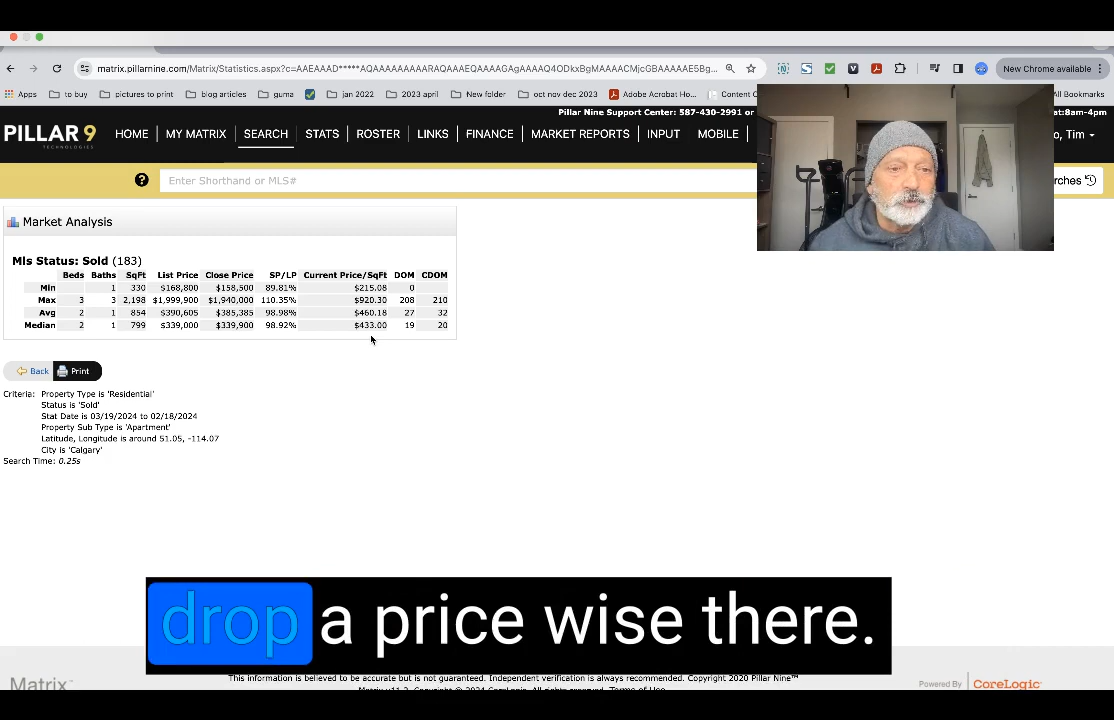 matrix.pillarnine.com/Matrix/Statistics.aspx?c=AAEAAAD*****AQAAAAAAAAARAQAAAEQAAAAGAgAAAAQ4ODkxBgMAAAACMjcGBAAAAAE5Bg...
New Chrome available
Apps to buy pictures to print blog articles guma jan 2022 2023 april New folder oct nov dec 2023 Adobe Acrobat Ho... Content C All Bookmarks
Pillar Nine Support Center: 587-430-2991 or at:8am-4pm
PILLAR 9
TECHNOLOGIES
HOME MY MATRIX SEARCH STATS ROSTER LINKS FINANCE MARKET REPORTS INPUT MOBILE o, Tim
? Enter Shorthand or MLS# rches
Market Analysis
Mls Status: Sold (183)
Beds Baths SqFt List Price Close Price SP/LP Current Price/SqFt DOM CDOM
Min 1 330 $168,800 $158,500 89.81% $215.08 0
Max 3 3 2,198 $1,999,900 $1,940,000 110.35% $920.30 208 210
Avg 2 1 854 $390,605 $385,385 98.98% $460.18 27 32
Median 2 1 799 $339,000 $339,900 98.92% $433.00 19 20
Back Print
Criteria: Property Type is 'Residential'
Status is 'Sold'
Stat Date is 03/19/2024 to 02/18/2024
Property Sub Type is 'Apartment'
Latitude, Longitude is around 51.05, -114.07
City is 'Calgary'
Search Time: 0.25s
drop a price wise there.
Matrix™
This information is believed to be accurate but is not guaranteed. Independent verification is always recommended. Copyright 2020 Pillar Nine™
Powered By CoreLogic